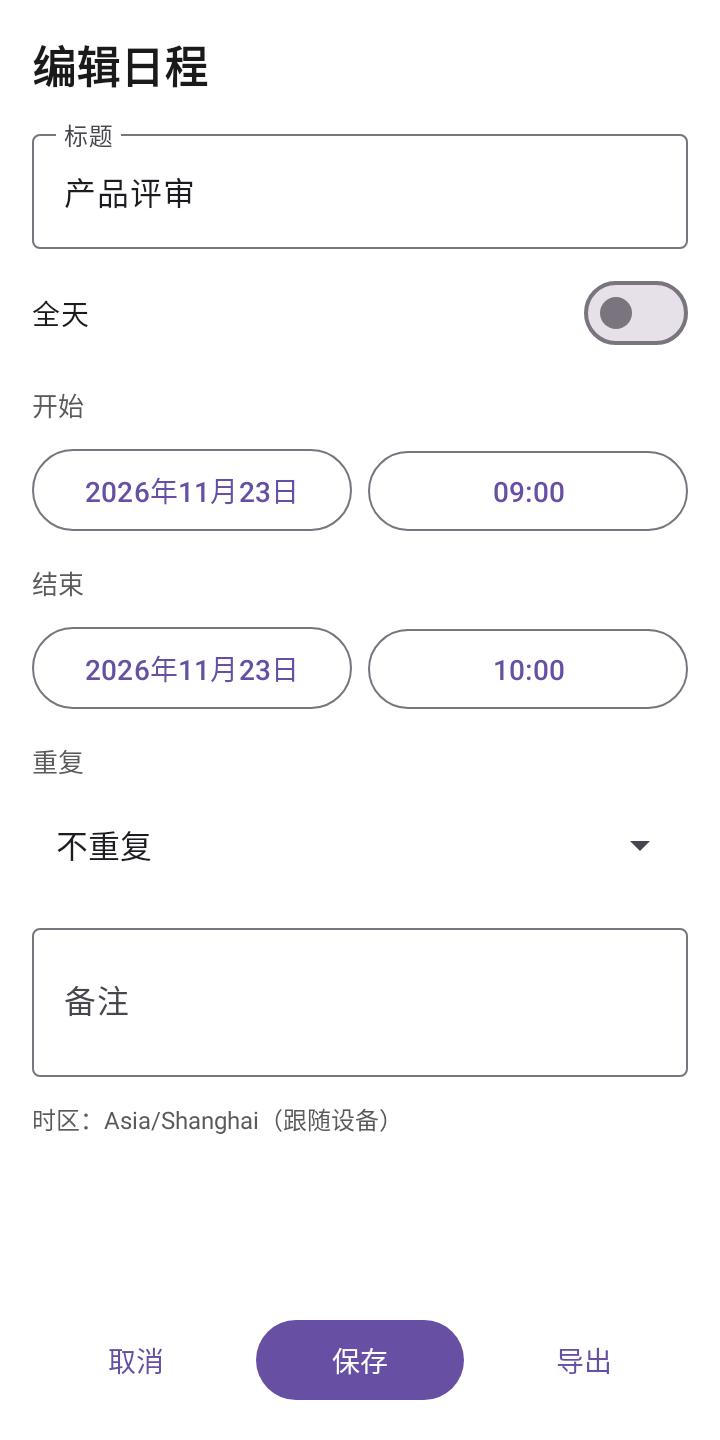 编辑日程
标题
产品评审
全天
开始
2026年11月23日 09:00
结束
2026年11月23日 10:00
重复
不重复
备注
时区：Asia/Shanghai（跟随设备）
取消 保存 导出